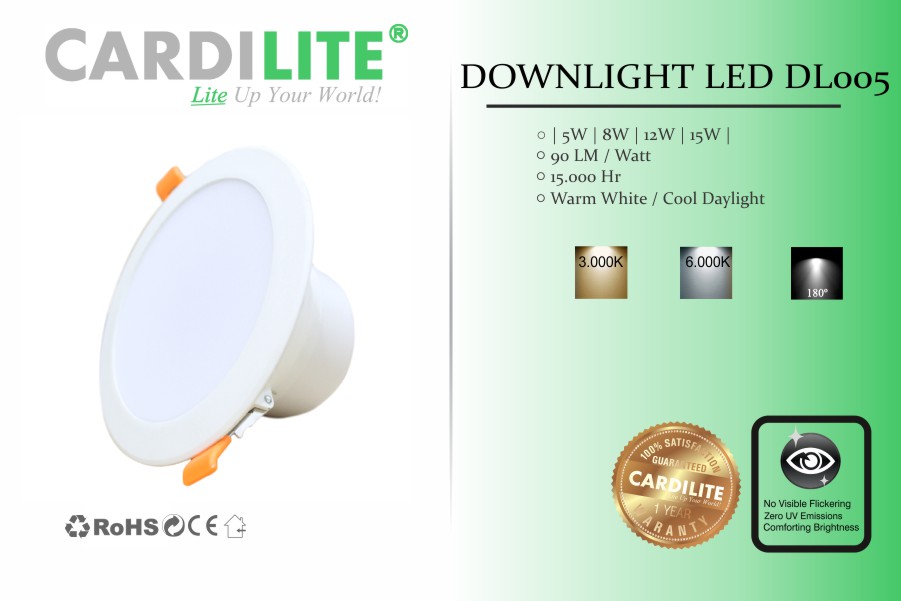 CARDILITE®
Lite Up Your World!
DOWNLIGHT LED DL005
| 5W | 8W | 12W | 15W |
90 LM / Watt
15.000 Hr
Warm White / Cool Daylight
3.000K
6.000K
180°
100% SATISFACTION
GUARANTEED
CARDILITE
Up Your World!
1 YEAR
WARANTY
No Visible Flickering
Zero UV Emissions
Comforting Brightness
RoHS CE